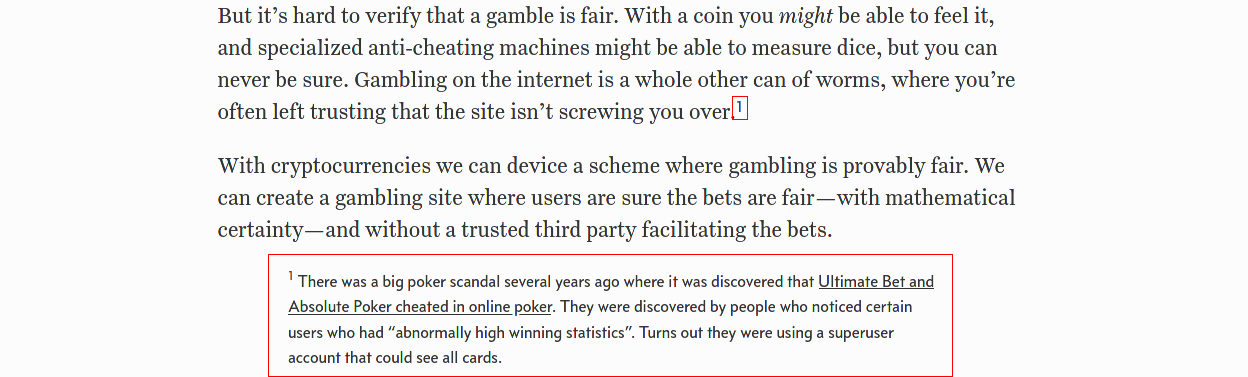 But it’s hard to verify that a gamble is fair. With a coin you might be able to feel it,
and specialized anti-cheating machines might be able to measure dice, but you can
never be sure. Gambling on the internet is a whole other can of worms, where you’re
often left trusting that the site isn’t screwing you over.1
With cryptocurrencies we can device a scheme where gambling is provably fair. We
can create a gambling site where users are sure the bets are fair—with mathematical
certainty—and without a trusted third party facilitating the bets.
1 There was a big poker scandal several years ago where it was discovered that Ultimate Bet and
Absolute Poker cheated in online poker. They were discovered by people who noticed certain
users who had “abnormally high winning statistics”. Turns out they were using a superuser
account that could see all cards.